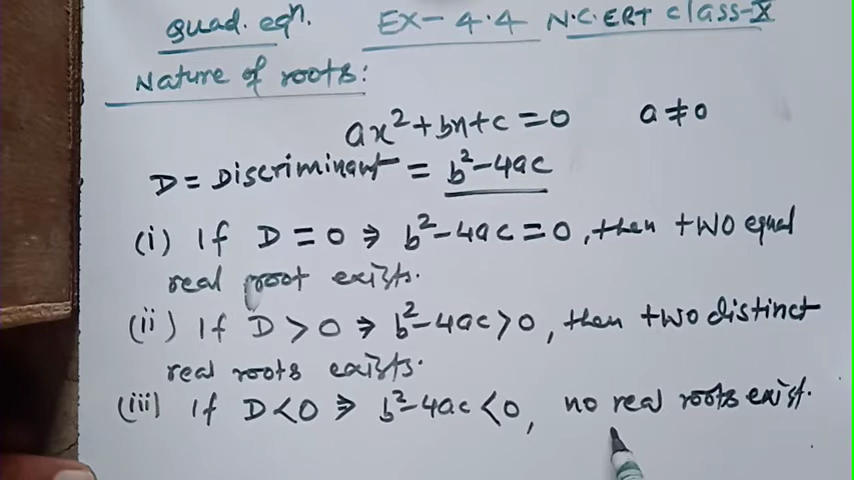 Quad. eqn. EX- 4.4 N.C.ERT Class-X
Nature of roots:
ax²+bx+c=0 a≠0
D = Discriminant = b²-4ac
(i) If D=0 ⇒ b²-4ac=0, then two equal
real root exists.
(ii) If D>0 ⇒ b²-4ac>0, then two distinct
real roots exists.
(iii) If D<0 ⇒ b²-4ac<0, no real roots exist.